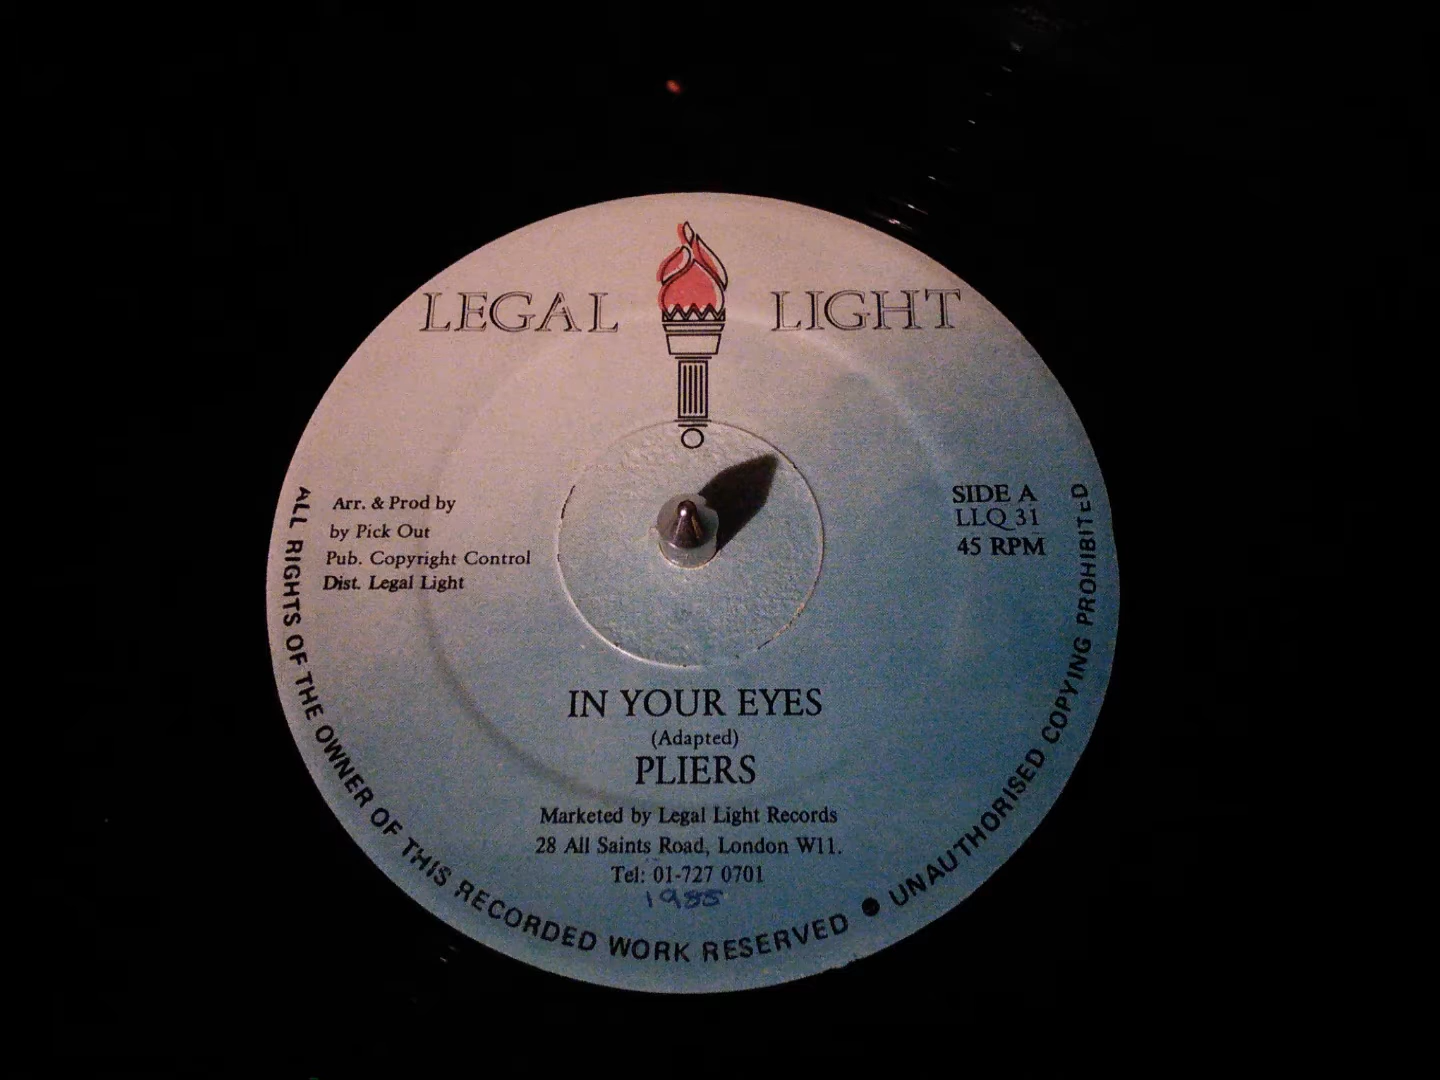 LEGAL LIGHT
Arr. & Prod by
by Pick Out
Pub. Copyright Control
Dist. Legal Light
SIDE A
LLQ 31
45 RPM
IN YOUR EYES
(Adapted)
PLIERS
Marketed by Legal Light Records
28 All Saints Road, London W11.
Tel: 01-727 0701
1985
ALL RIGHTS OF THE OWNER OF THIS RECORDED WORK RESERVED ● UNAUTHORISED COPYING PROHIBITED